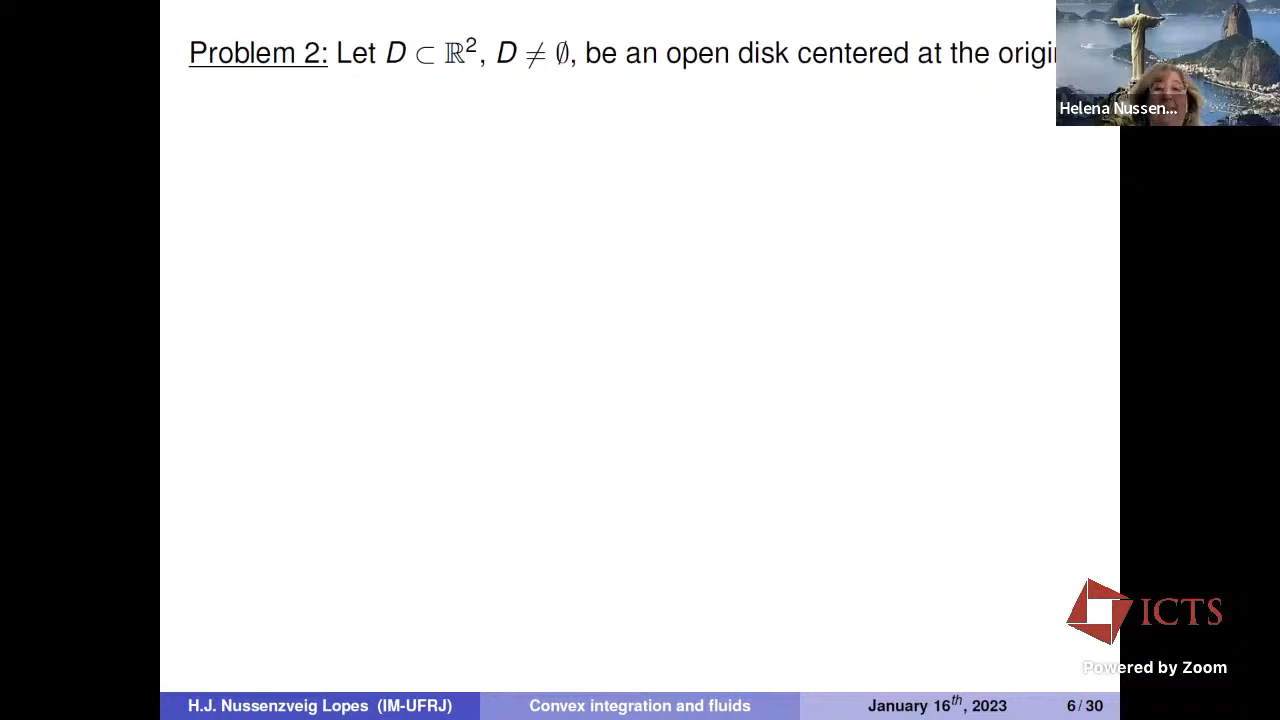 Problem 2: Let D ⊂ ℝ², D ≠ ∅, be an open disk centered at the
Helena Nussen...
ICTS
Powered by Zoom
H.J. Nussenzveig Lopes (IM-UFRJ) Convex integration and fluids January 16th, 2023 6 / 30